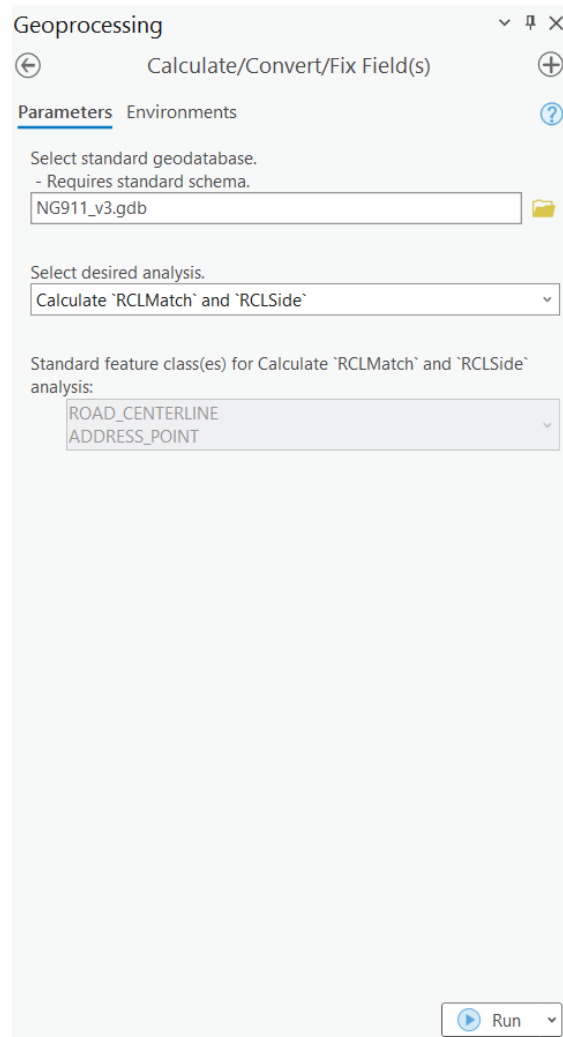 Geoprocessing
Calculate/Convert/Fix Field(s)
Parameters Environments
Select standard geodatabase.
- Requires standard schema.
NG911_v3.gdb
Select desired analysis.
Calculate `RCLMatch` and `RCLSide`
Standard feature class(es) for Calculate `RCLMatch` and `RCLSide`
analysis:
ROAD_CENTERLINE
ADDRESS_POINT
Run